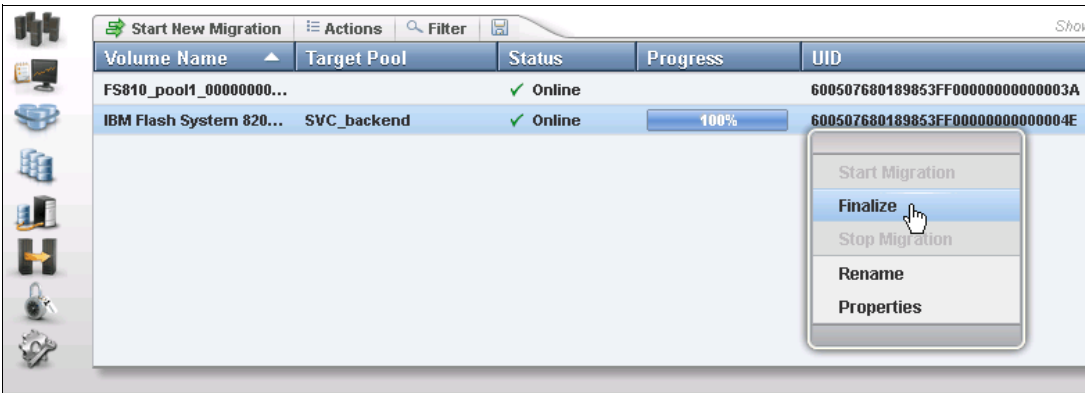 Start New Migration Actions Filter Show
Volume Name Target Pool Status Progress UID
FS810_pool1_00000000... Online 600507680189853FF00000000000003A
IBM Flash System 820... SVC_backend Online 100% 600507680189853FF00000000000004E
Start Migration
Finalize
Stop Migration
Rename
Properties